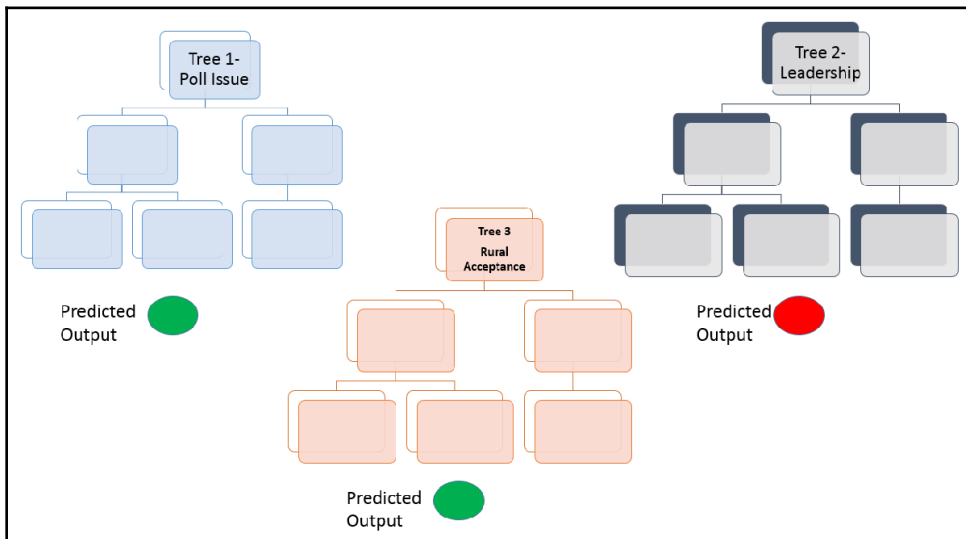 Tree 1-
Poll Issue
Tree 2-
Leadership
Tree 3
Rural
Acceptance
Predicted
Output
Predicted
Output
Predicted
Output